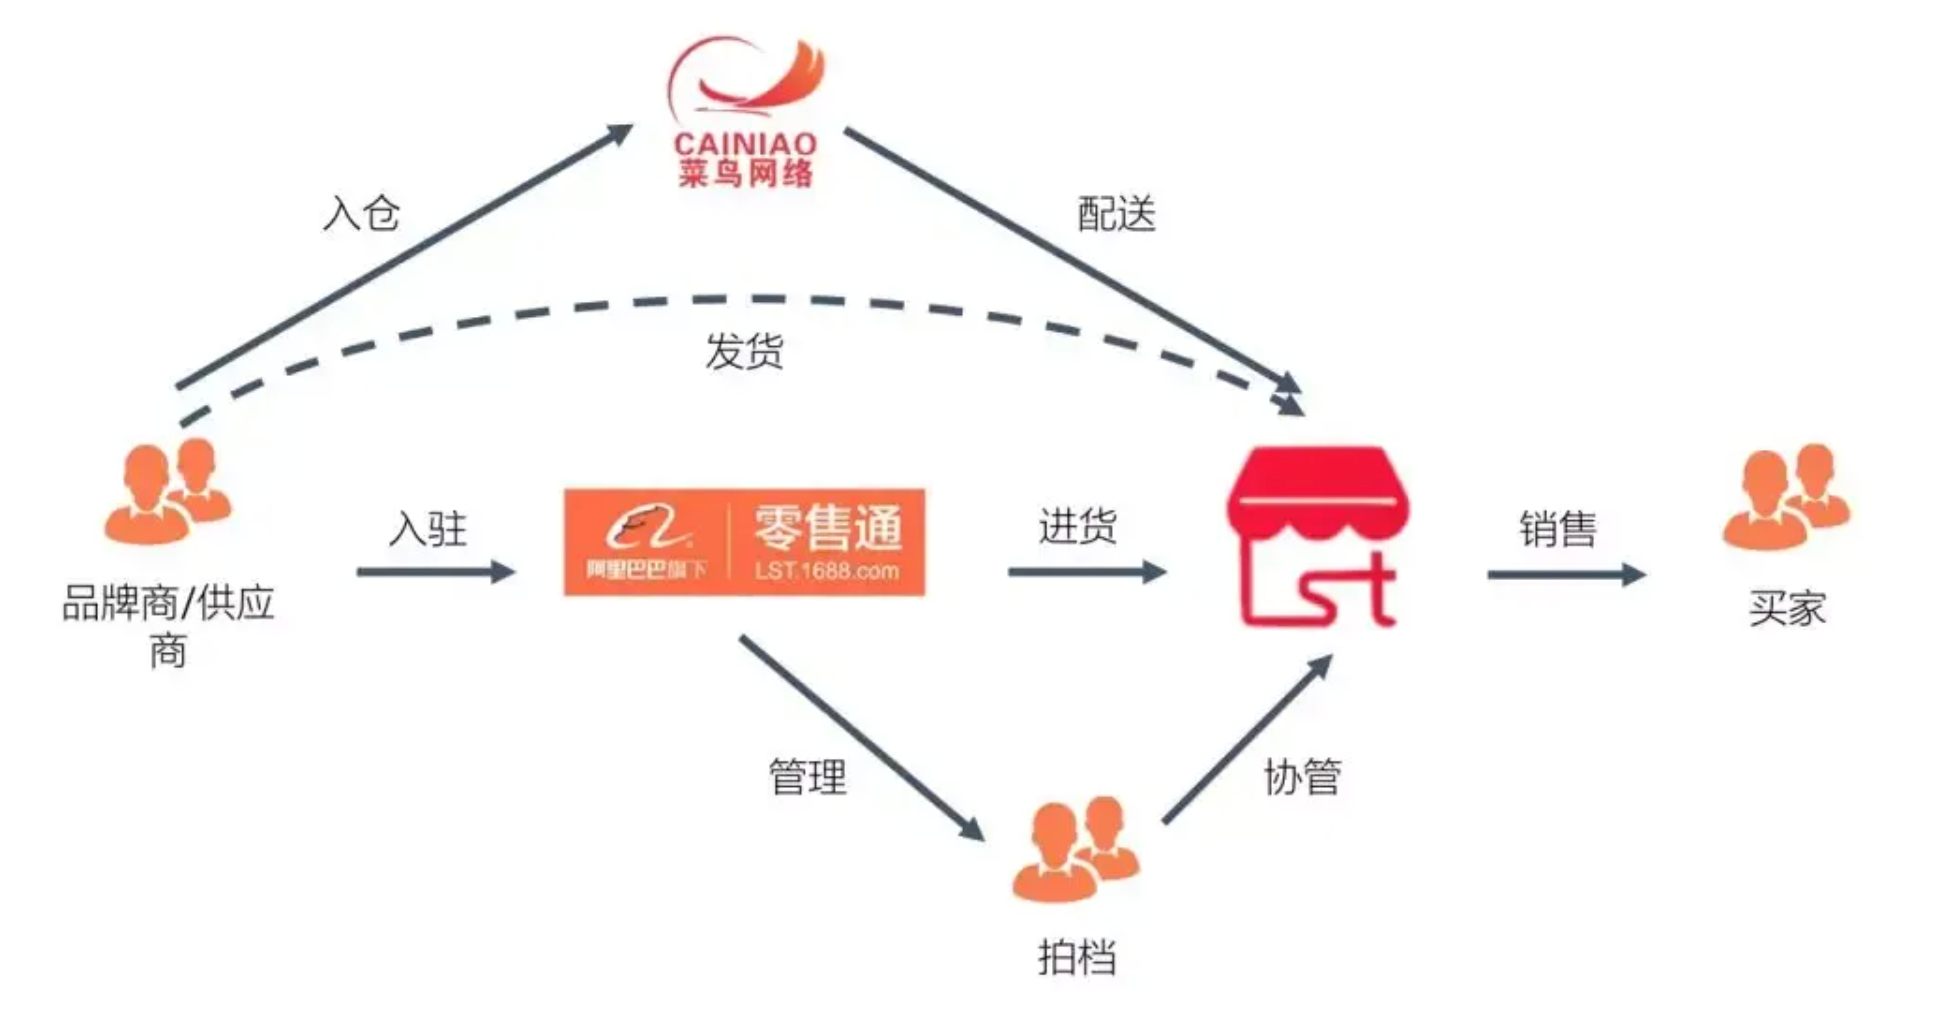 CAINIAO
菜鸟网络
入仓
配送
发货
入驻
阿里巴巴旗下
零售通
LST.1688.com
进货
Lst
销售
品牌商/供应
商
买家
管理
协管
拍档